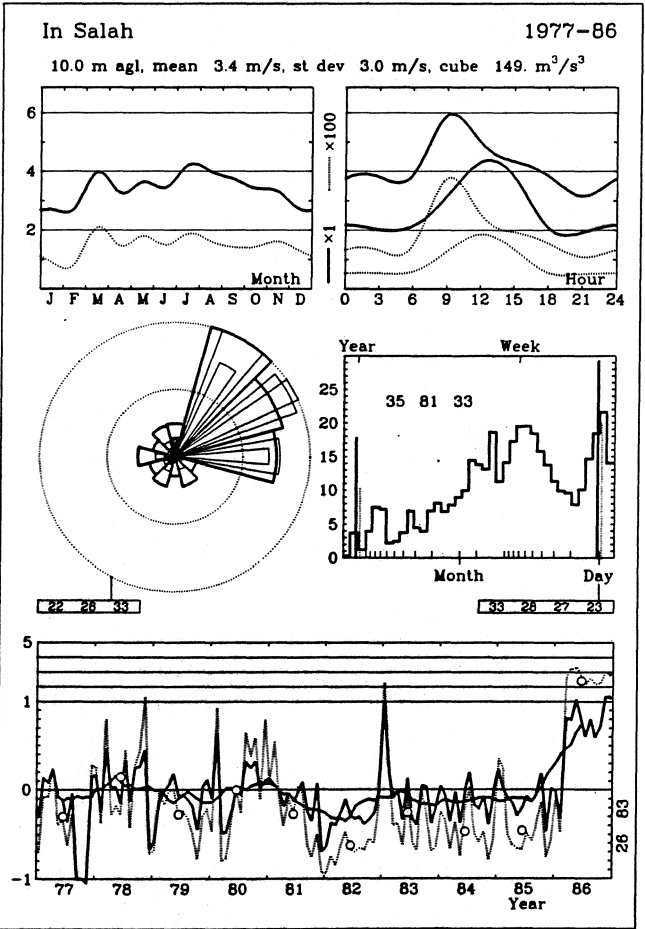 In Salah 1977-86
10.0 m agl, mean 3.4 m/s, st dev 3.0 m/s, cube 149. m³/s³
6
4
2
Month
J F M A M J J A S O N D
×1 ×100
Hour
0 3 6 9 12 15 18 21 24
Year Week
25
20
15
10
5
0
35 81 33
Month Day
22 28 33
33 28 27 23
5
1
0
-1
26 83
77 78 79 80 81 82 83 84 85 86
Year